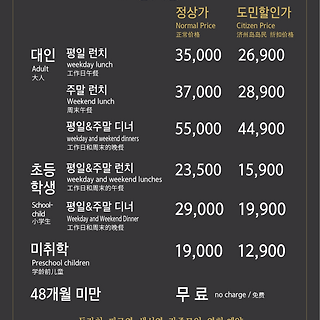 정상가 도민할인가
Normal Price Citizen Price
正常价格 济州岛岛民 折扣价格
대인 평일 런치 35,000 26,900
Adult weekday lunch
大人 工作日午餐
주말 런치 37,000 28,900
Weekend lunch
周末午餐
평일&주말 디너 55,000 44,900
weekday and weekend dinners
工作日和周末的晚餐
초등 평일&주말 런치 23,500 15,900
학생 weekday and weekend lunches
工作日和周末的午餐
School- 평일&주말 디너 29,000 19,900
child Weekday and Weekend Dinner
小学生 工作日和周末的晚餐
미취학 19,000 12,900
Preschool children
学龄前儿童
48개월 미만 무 료 no charge / 免费